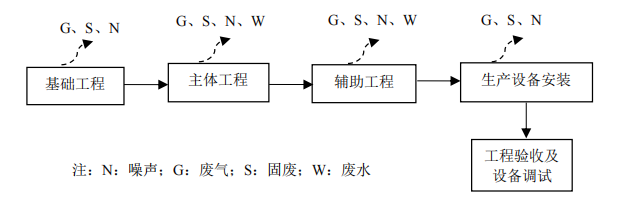 G、S、N
G、S、N、W
G、S、N、W
G、S、N
基础工程
主体工程
辅助工程
生产设备安装
工程验收及
设备调试
注：N：噪声；G：废气；S：固废；W：废水